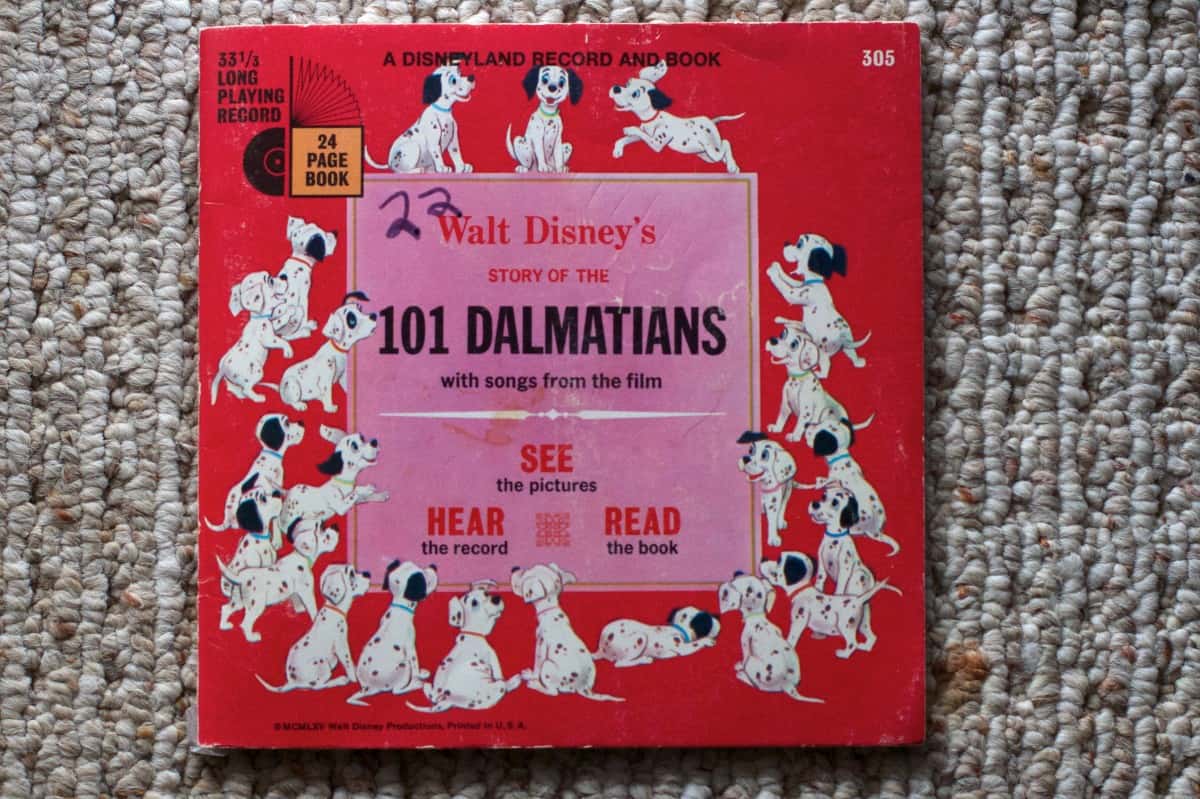 A DISNEYLAND RECORD AND BOOK
305
33 1/3
LONG
PLAYING
RECORD
24
PAGE
BOOK
22
Walt Disney's
STORY OF THE
101 DALMATIANS
with songs from the film
SEE
the pictures
HEAR
the record
READ
the book
©MCMLXV Walt Disney Productions, Printed in U.S.A.